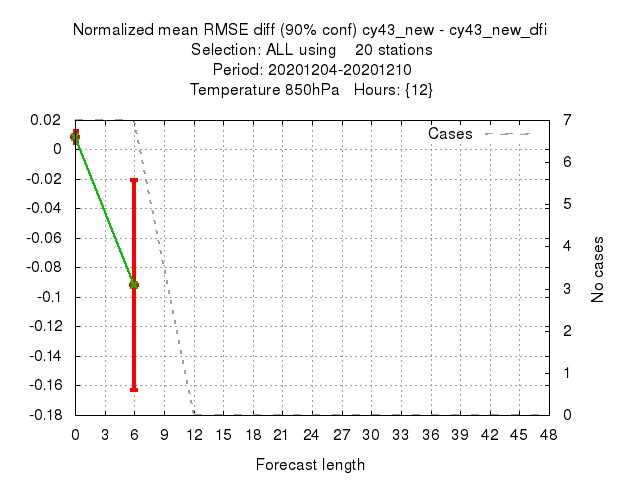 Normalized mean RMSE diff (90% conf) cy43_new - cy43_new_dfi
Selection: ALL using    20 stations
Period: 20201204-20201210
Temperature 850hPa   Hours: {12}
Cases
0.02
0
-0.02
-0.04
-0.06
-0.08
-0.1
-0.12
-0.14
-0.16
-0.18
7
6
5
4
3
2
1
0
No cases
0 3 6 9 12 15 18 21 24 27 30 33 36 39 42 45 48
Forecast length